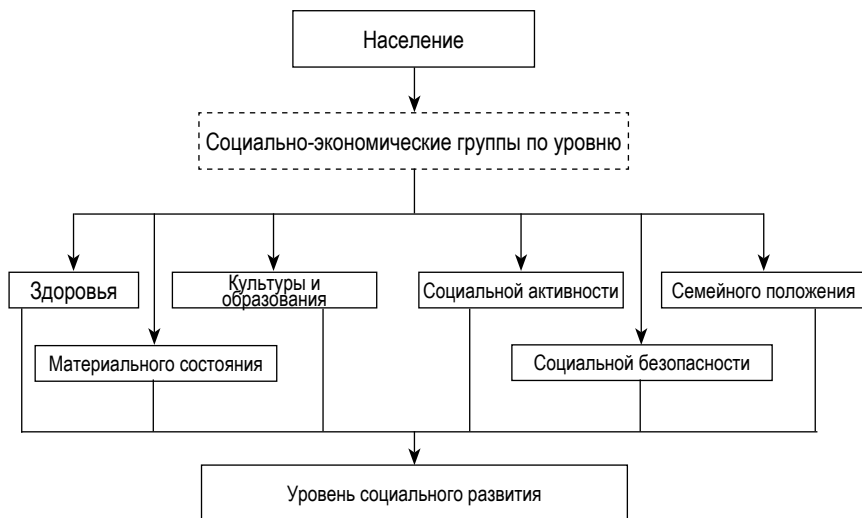 Население
Социально-экономические группы по уровню
Здоровья
Культуры и
образования
Социальной активности
Семейного положения
Материального состояния
Социальной безопасности
Уровень социального развития